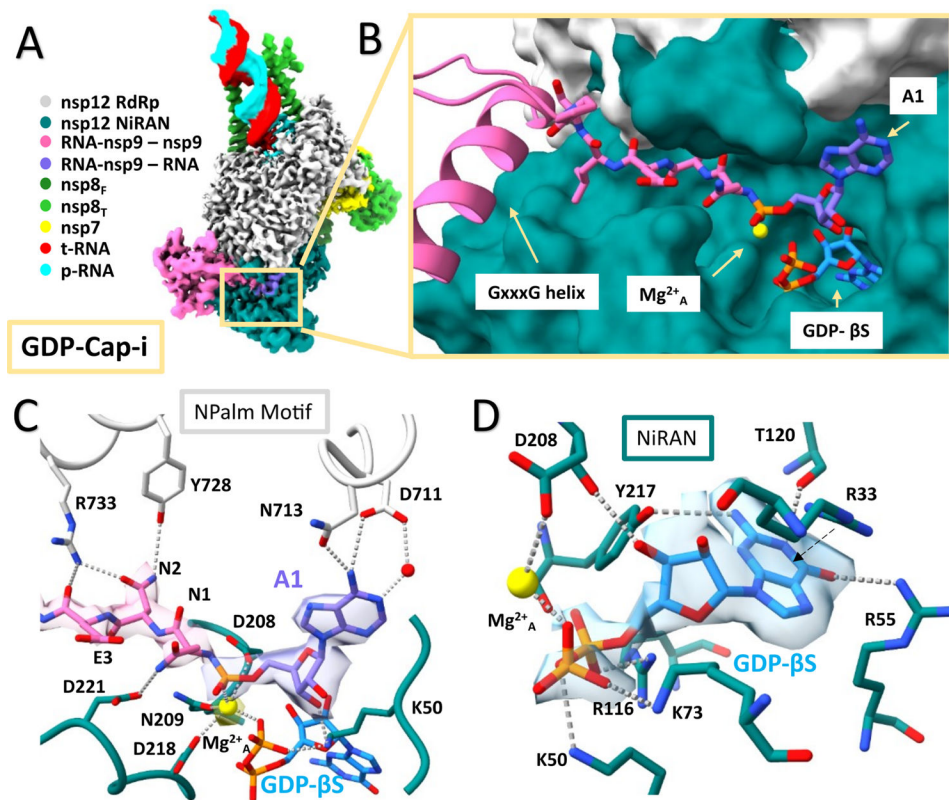 A
nsp12 RdRp
nsp12 NiRAN
RNA-nsp9 – nsp9
RNA-nsp9 – RNA
nsp8F
nsp8T
nsp7
t-RNA
p-RNA
GDP-Cap-i
B
A1
GxxxG helix
Mg2+A
GDP- βS
C
NPalm Motif
R733
Y728
N713
D711
N2
A1
N1
D208
E3
D221
N209
K50
Mg2+A
D218
GDP-βS
D
D208
NiRAN
T120
Y217
R33
Mg2+A
R55
GDP-βS
R116
K73
K50